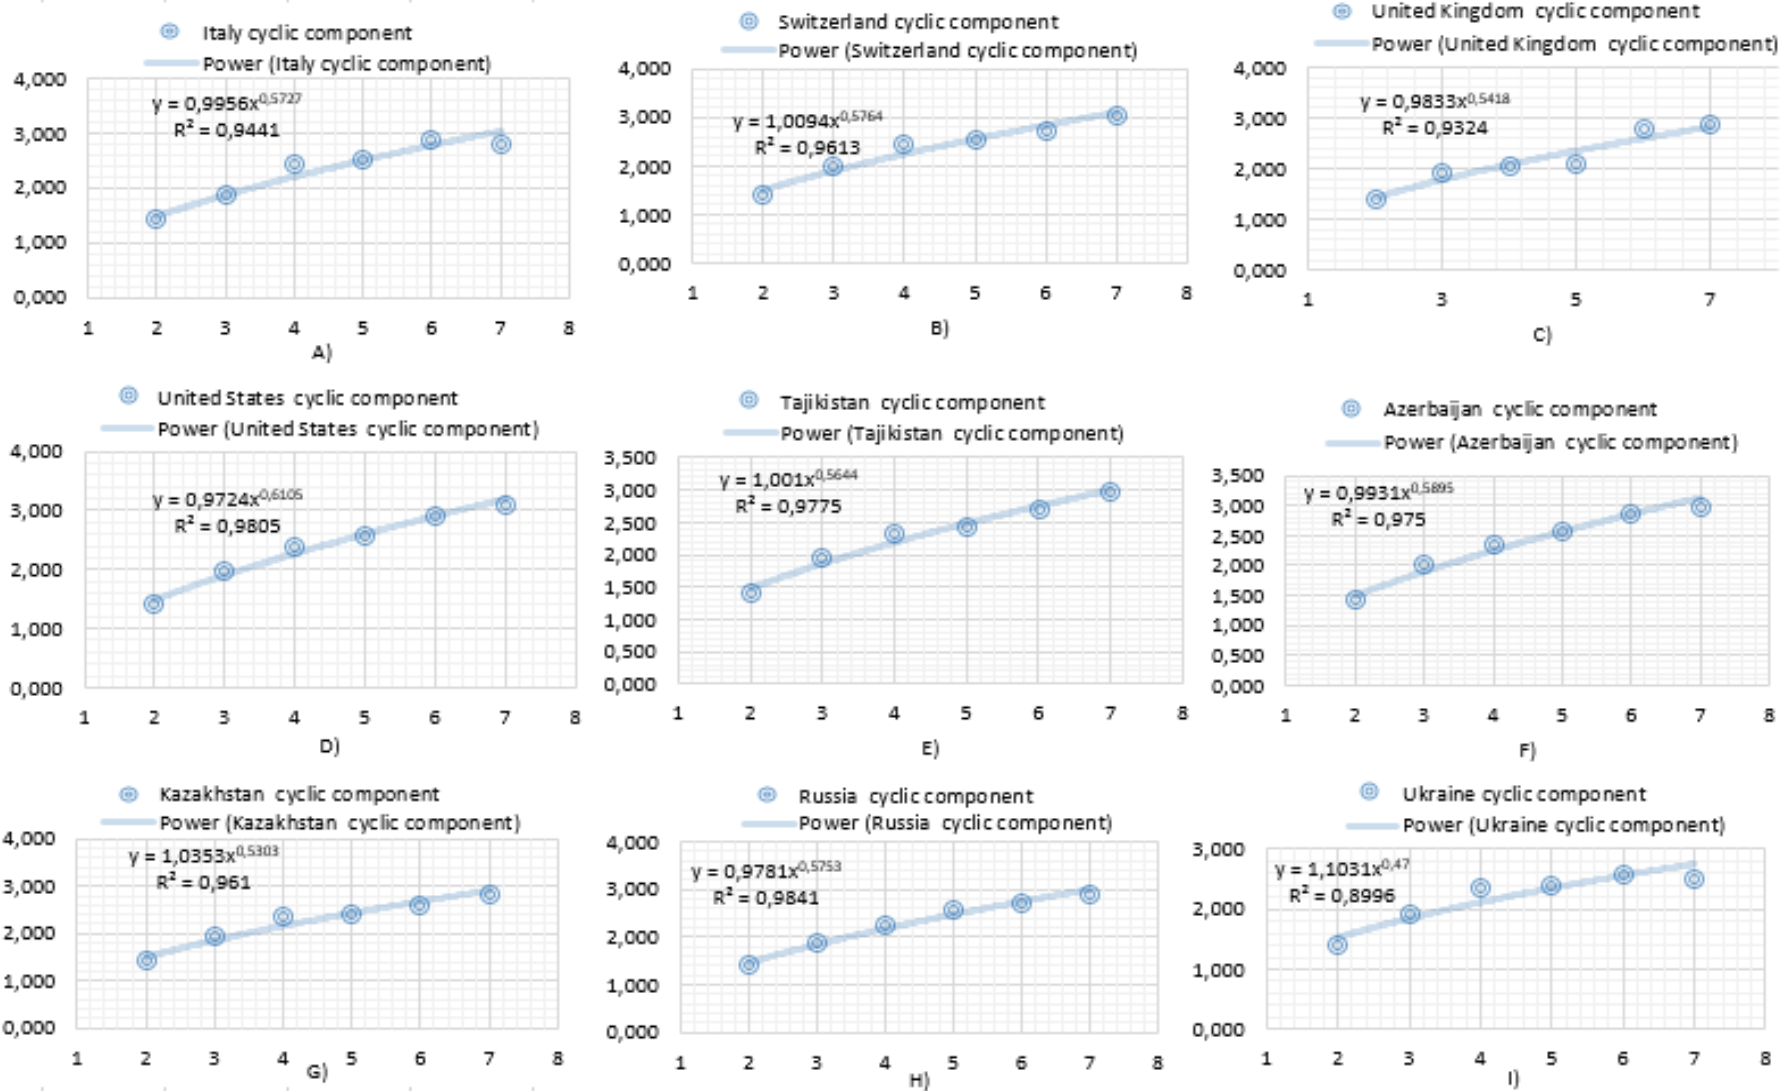 Italy cyclic component
Power (Italy cyclic component)
4,000
3,000
2,000
1,000
0,000
y = 0,9956x^0,5727
R² = 0,9441
1 2 3 4 5 6 7 8
A)
Switzerland cyclic component
Power (Switzerland cyclic component)
4,000
3,000
2,000
1,000
0,000
y = 1,0094x^0,5764
R² = 0,9613
1 2 3 4 5 6 7 8
B)
United Kingdom cyclic component
Power (United Kingdom cyclic component)
4,000
3,000
2,000
1,000
0,000
y = 0,9833x^0,5418
R² = 0,9324
1 3 5 7
C)
United States cyclic component
Power (United States cyclic component)
4,000
3,000
2,000
1,000
0,000
y = 0,9724x^0,6105
R² = 0,9805
1 2 3 4 5 6 7 8
D)
Tajikistan cyclic component
Power (Tajikistan cyclic component)
3,500
3,000
2,500
2,000
1,500
1,000
0,500
0,000
y = 1,001x^0,5644
R² = 0,9775
1 2 3 4 5 6 7 8
E)
Azerbaijan cyclic component
Power (Azerbaijan cyclic component)
3,500
3,000
2,500
2,000
1,500
1,000
0,500
0,000
y = 0,9931x^0,5895
R² = 0,975
1 2 3 4 5 6 7 8
F)
Kazakhstan cyclic component
Power (Kazakhstan cyclic component)
4,000
3,000
2,000
1,000
0,000
y = 1,0353x^0,5303
R² = 0,961
1 2 3 4 5 6 7 8
G)
Russia cyclic component
Power (Russia cyclic component)
4,000
3,000
2,000
1,000
0,000
y = 0,9781x^0,5753
R² = 0,9841
1 2 3 4 5 6 7 8
H)
Ukraine cyclic component
Power (Ukraine cyclic component)
3,000
2,000
1,000
0,000
y = 1,1031x^0,47
R² = 0,8996
1 2 3 4 5 6 7 8
I)